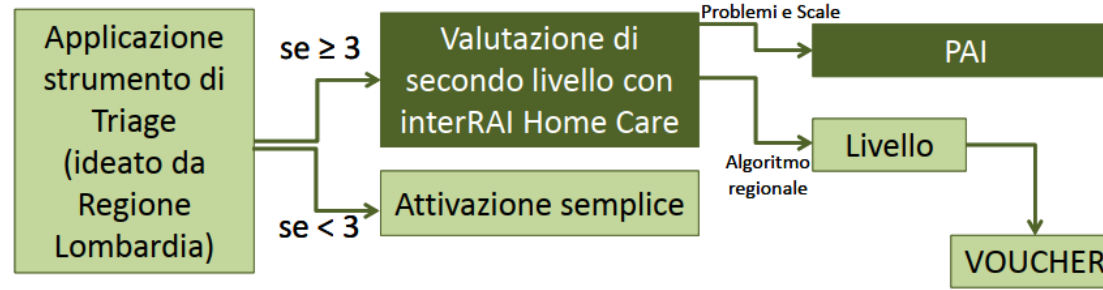 Applicazione
strumento di
Triage
(ideato da
Regione
Lombardia)
se ≥ 3
se < 3
Valutazione di
secondo livello con
interRAI Home Care
Attivazione semplice
Problemi e Scale
PAI
Algoritmo
regionale
Livello
VOUCHER